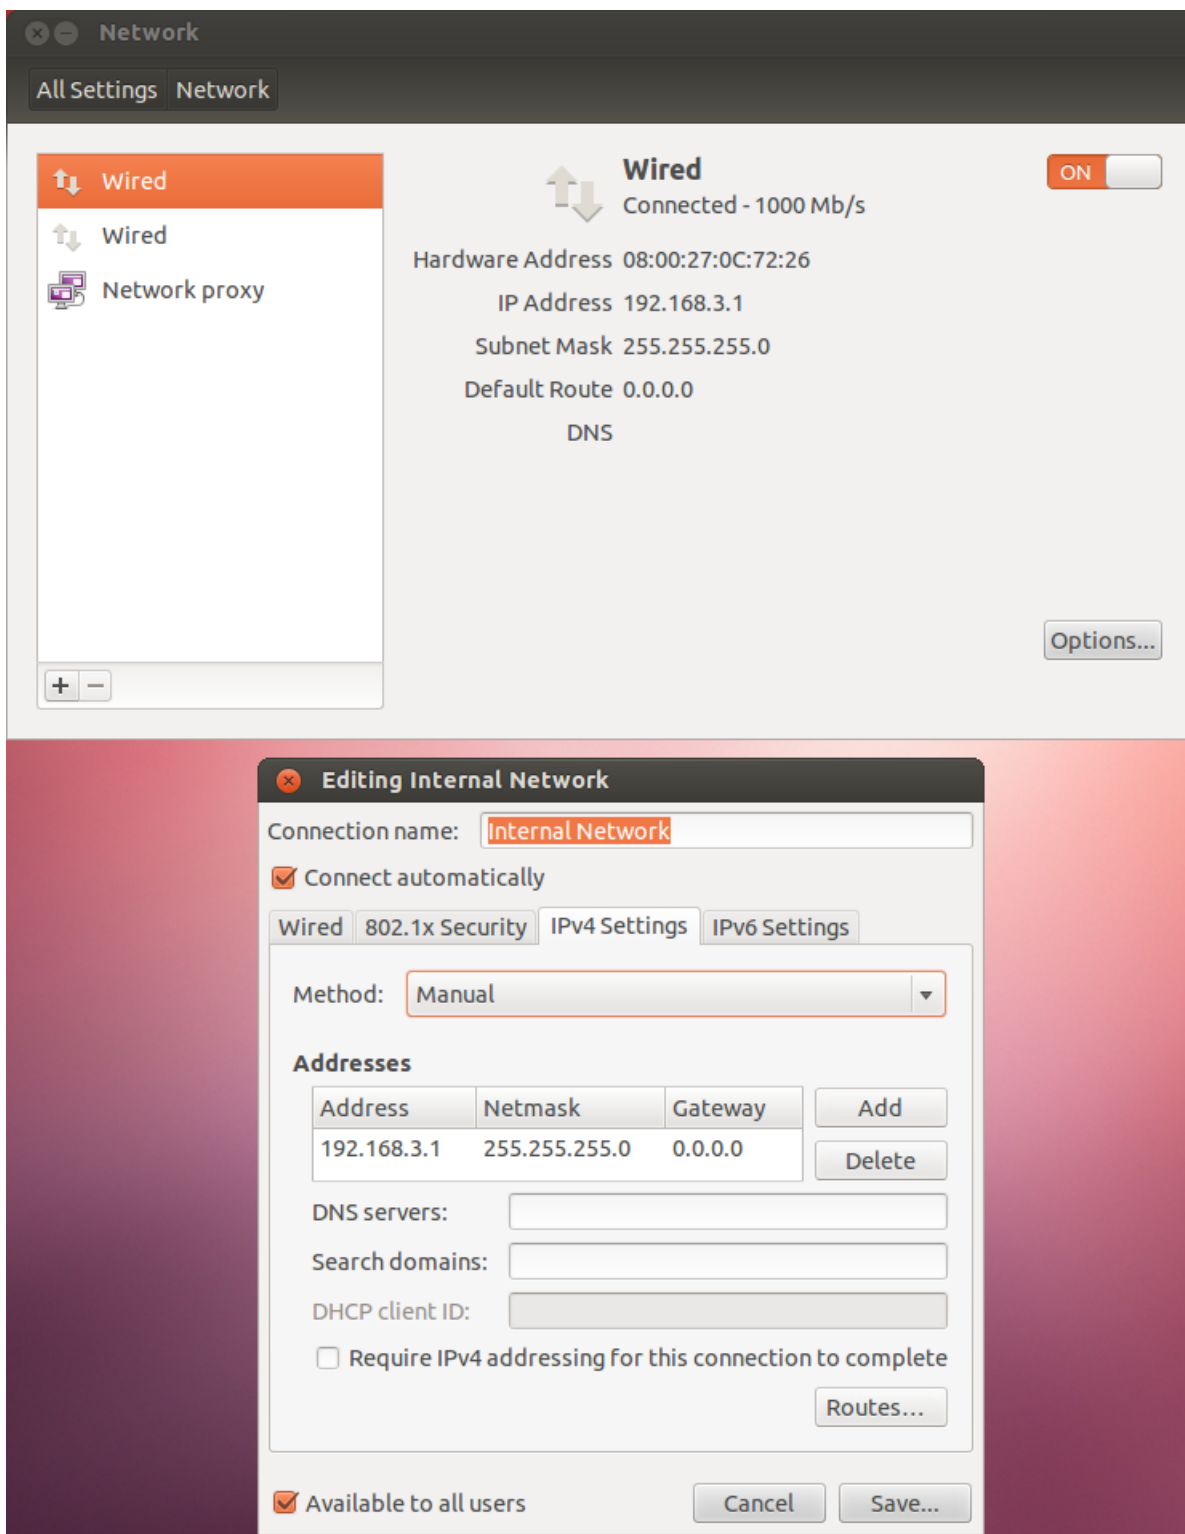 Network
All Settings Network
Wired
Wired
Network proxy
Wired
Connected - 1000 Mb/s
ON
Hardware Address 08:00:27:0C:72:26
IP Address 192.168.3.1
Subnet Mask 255.255.255.0
Default Route 0.0.0.0
DNS
Options...
Editing Internal Network
Connection name: Internal Network
Connect automatically
Wired 802.1x Security IPv4 Settings IPv6 Settings
Method: Manual
Addresses
Address Netmask Gateway Add
192.168.3.1 255.255.255.0 0.0.0.0
Delete
DNS servers:
Search domains:
DHCP client ID:
Require IPv4 addressing for this connection to complete
Routes...
Available to all users Cancel Save...